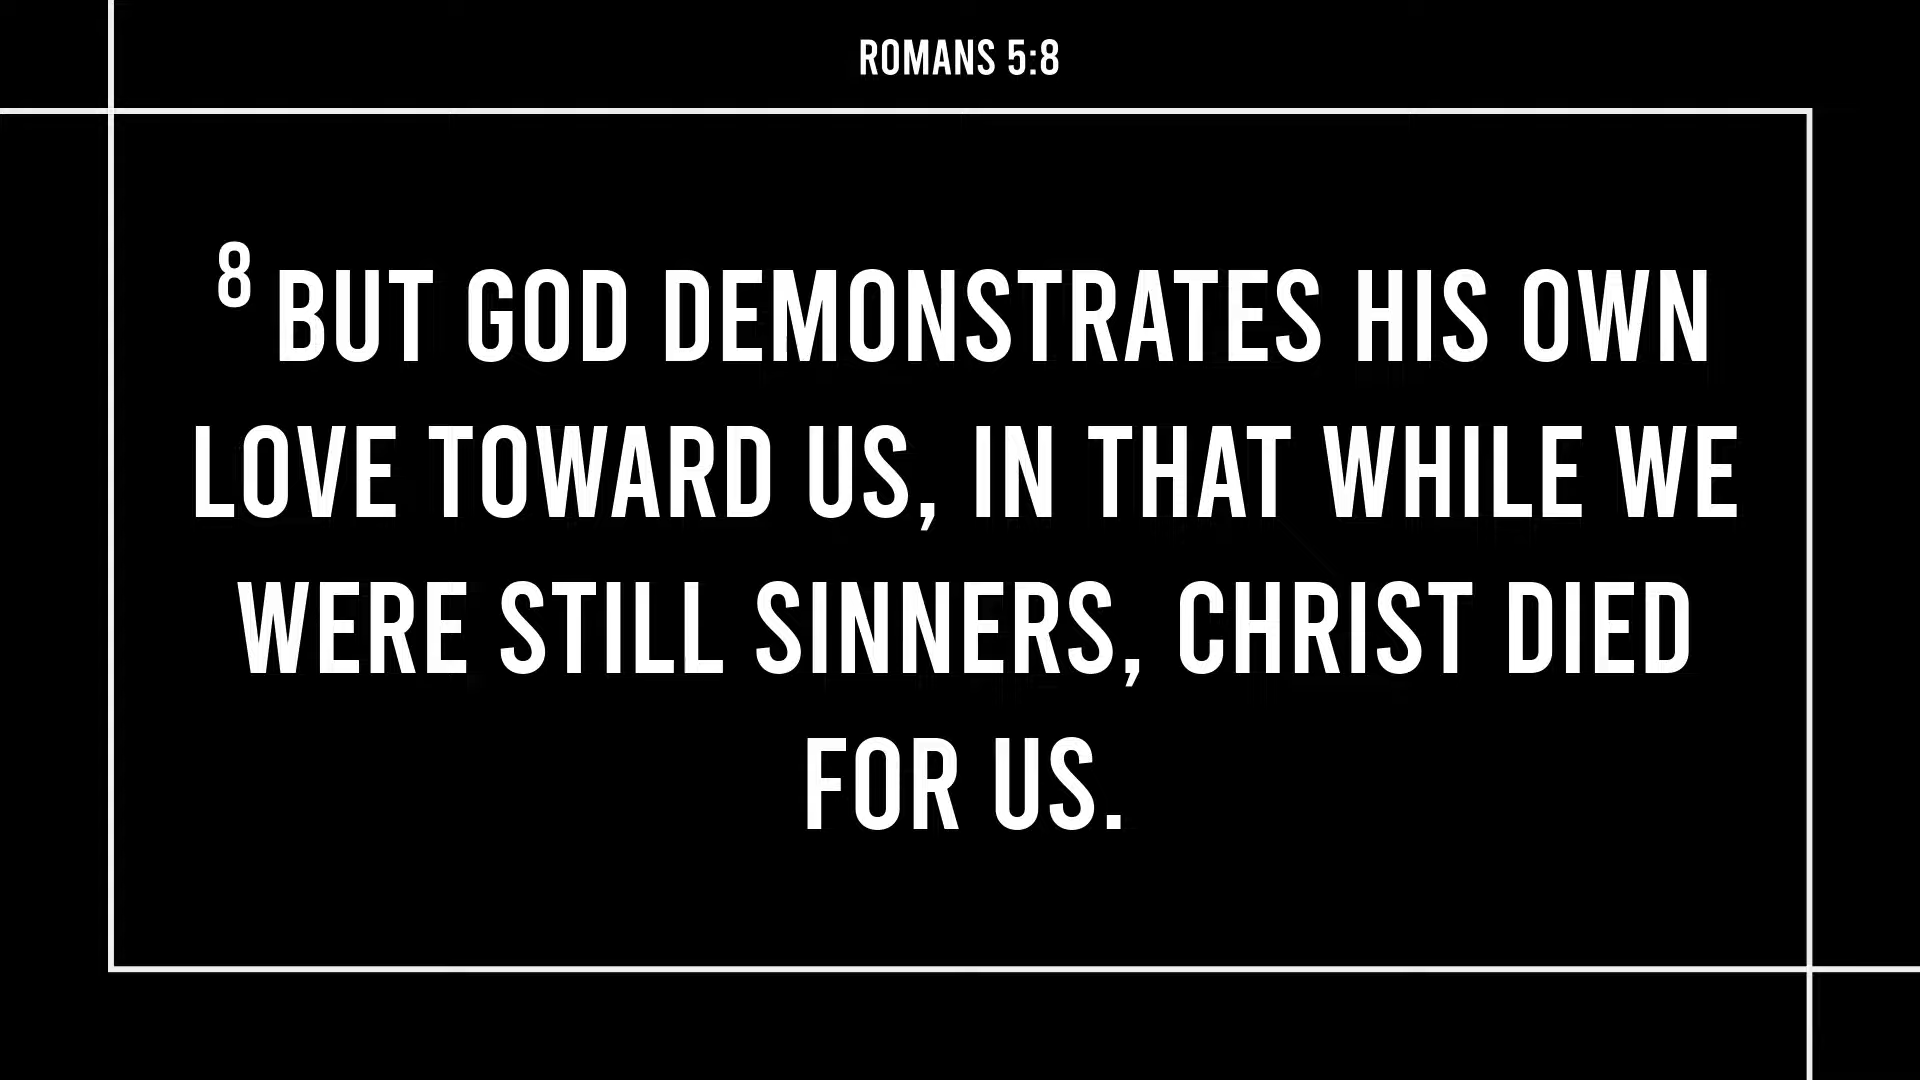 ROMANS 5:8
8 BUT GOD DEMONSTRATES HIS OWN
LOVE TOWARD US, IN THAT WHILE WE
WERE STILL SINNERS, CHRIST DIED
FOR US.